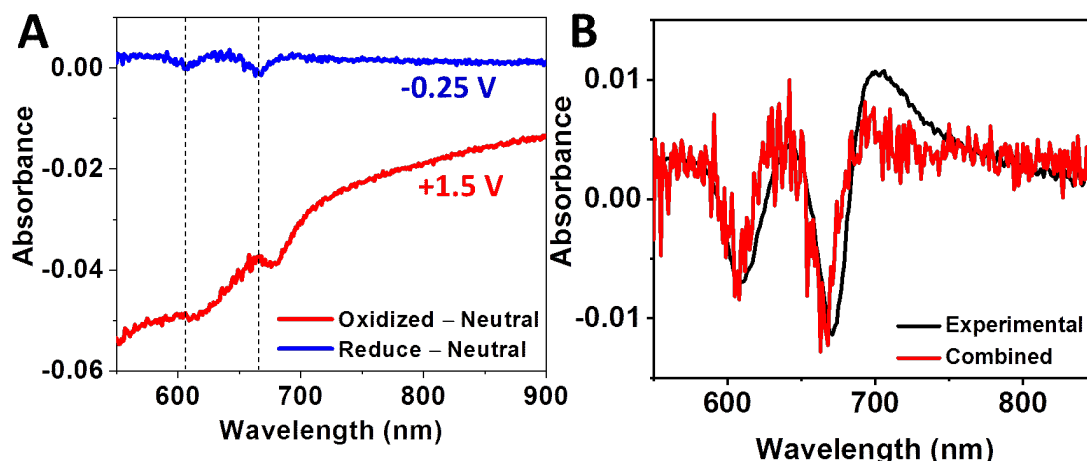 A
0.00
-0.02
-0.04
-0.06
Absorbance
-0.25 V
+1.5 V
Oxidized – Neutral
Reduce – Neutral
600 700 800 900
Wavelength (nm)
B
0.01
0.00
-0.01
Absorbance
Experimental
Combined
600 700 800
Wavelength (nm)